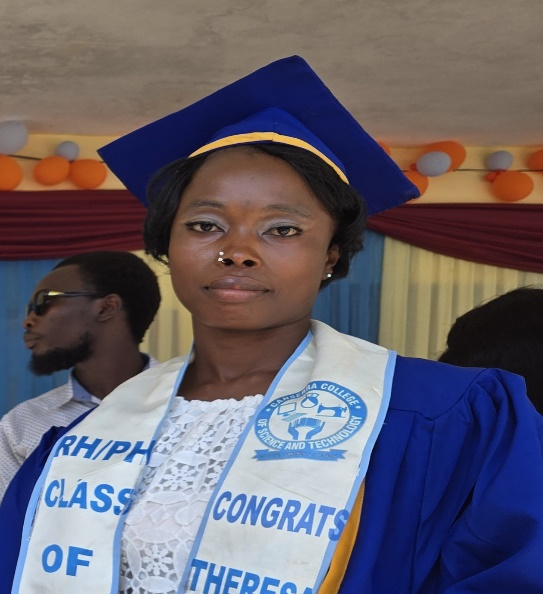 RH/PH
CLASS
OF
COLLEGE
OF SCIENCE AND TECHNOLOGY
CONGRATS
THERESA